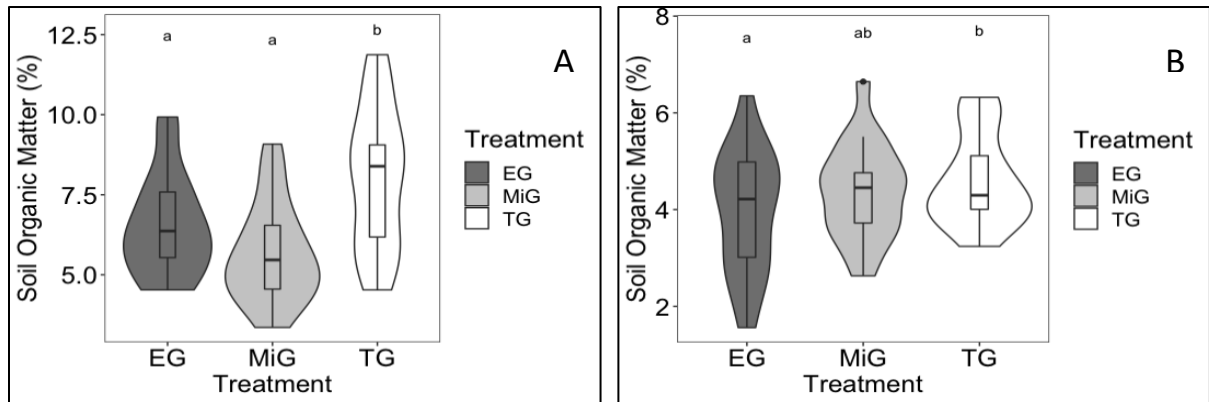 12.5
10.0
7.5
5.0
Soil Organic Matter (%)
a
a
b
A
EG
MiG
TG
Treatment
Treatment
EG
MiG
TG
8
6
4
2
Soil Organic Matter (%)
a
ab
b
B
EG
MiG
TG
Treatment
Treatment
EG
MiG
TG